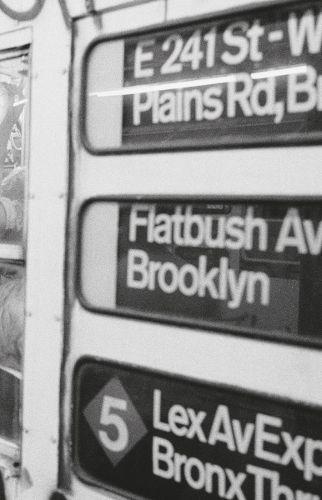 E 241 St - W
Plains Rd, B
Flatbush Av
Brooklyn
5
Lex Av Exp
Bronx Thr